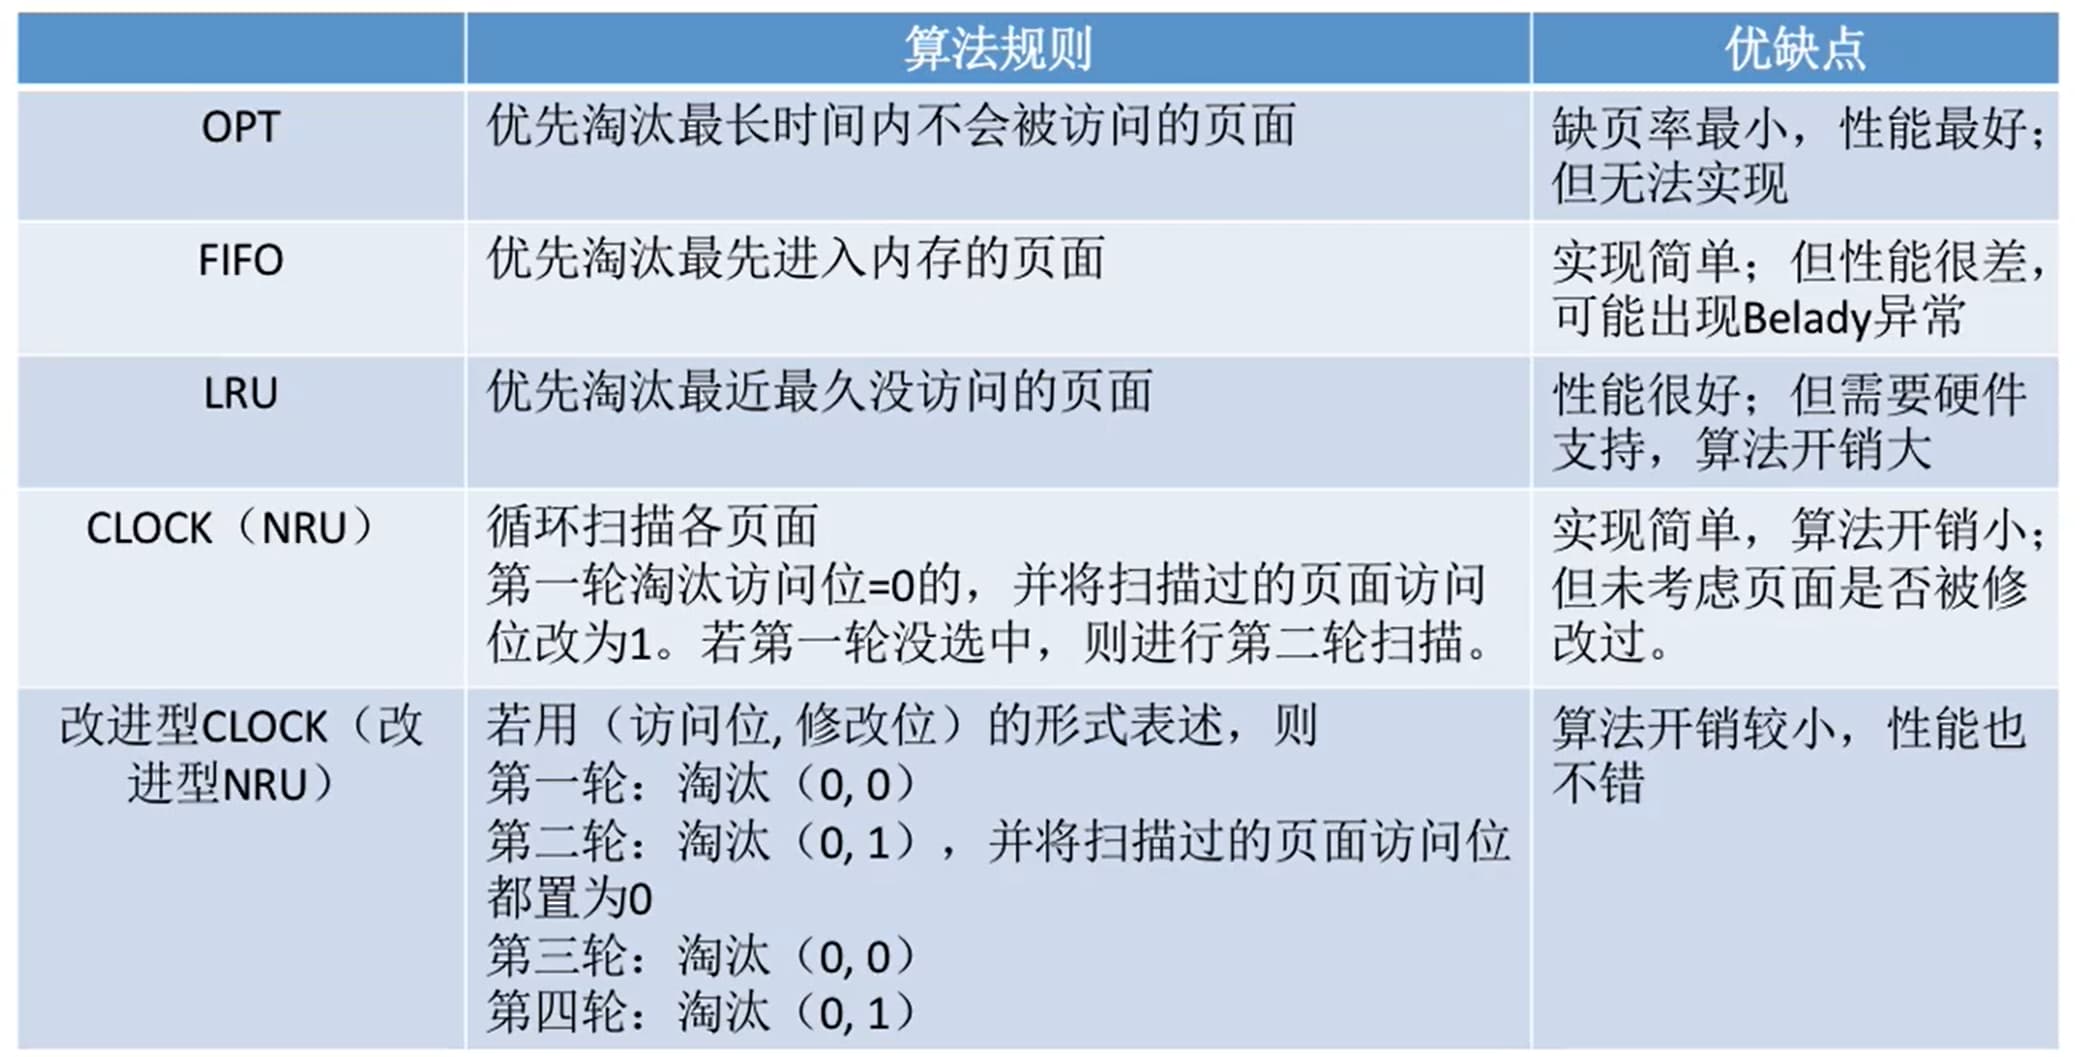 算法规则
优缺点
OPT
优先淘汰最长时间内不会被访问的页面
缺页率最小，性能最好；
但无法实现
FIFO
优先淘汰最先进入内存的页面
实现简单；但性能很差，
可能出现Belady异常
LRU
优先淘汰最近最久没访问的页面
性能很好；但需要硬件
支持，算法开销大
CLOCK（NRU）
循环扫描各页面
第一轮淘汰访问位=0的，并将扫描过的页面访问
位改为1。若第一轮没选中，则进行第二轮扫描。
实现简单，算法开销小；
但未考虑页面是否被修
改过。
改进型CLOCK（改
进型NRU）
若用（访问位, 修改位）的形式表述，则
第一轮：淘汰（0, 0）
第二轮：淘汰（0, 1），并将扫描过的页面访问位
都置为0
第三轮：淘汰（0, 0）
第四轮：淘汰（0, 1）
算法开销较小，性能也
不错